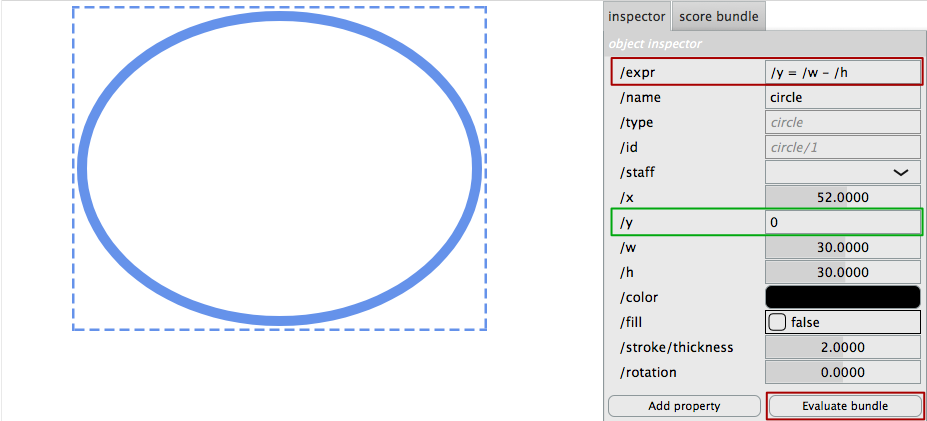 inspector score bundle
object inspector
/expr /y = /w - /h
/name circle
/type circle
/id circle/1
/staff
/x 52.0000
/y 0
/w 30.0000
/h 30.0000
/color
/fill false
/stroke/thickness 2.0000
/rotation 0.0000
Add property Evaluate bundle